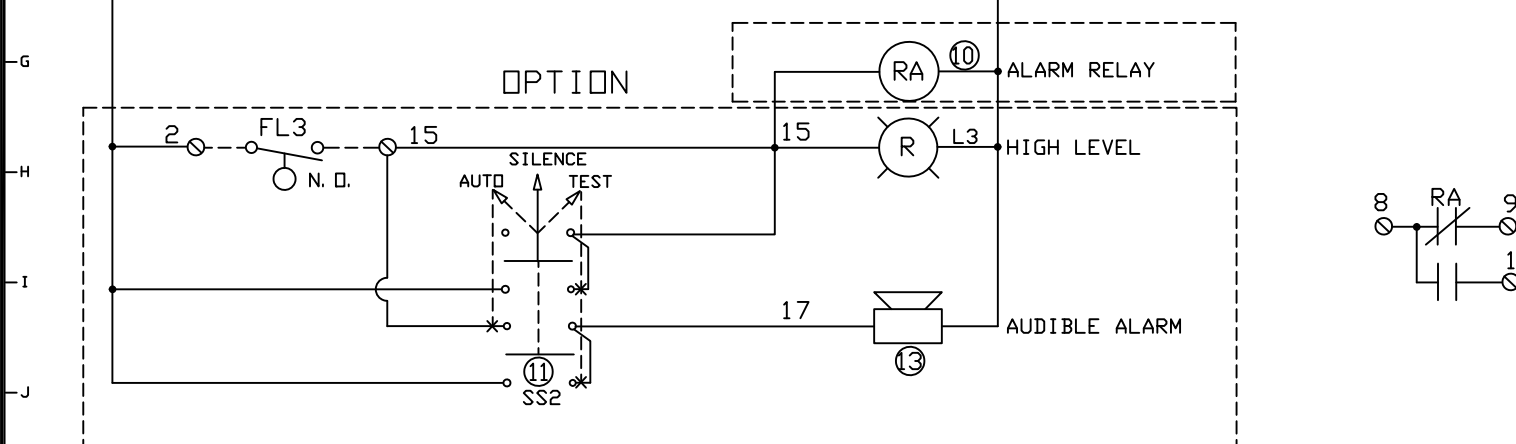 G
10
RA
ALARM RELAY
OPTION
FL3
2
15
15
R
L3
HIGH LEVEL
SILENCE
H
N. O.
AUTO
TEST
8
RA
9
I
1
17
AUDIBLE ALARM
13
11
J
SS2